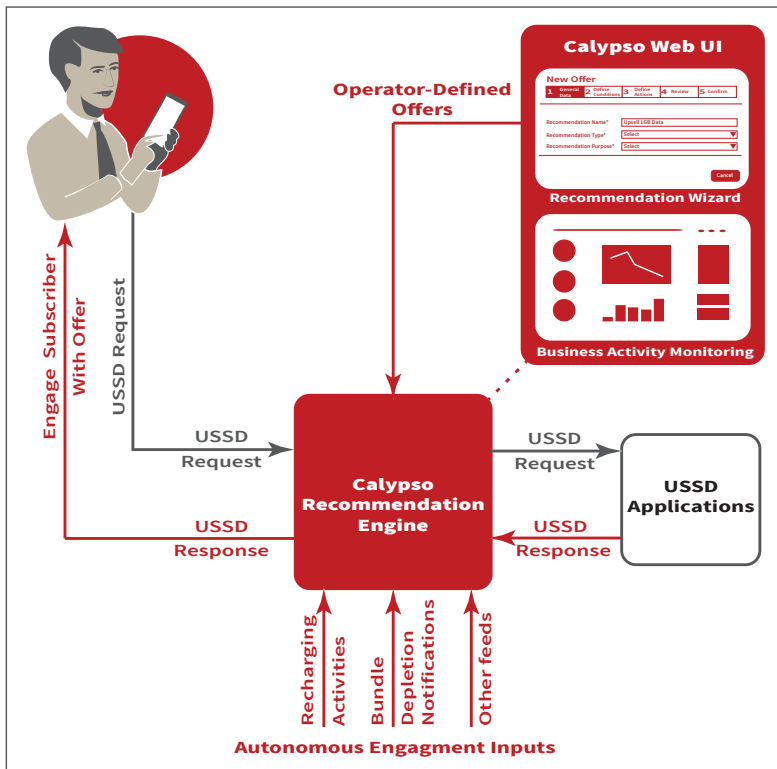 Calypso Web UI
New Offer
1 General Data
2 Define Conditions
3 Define Actions
4 Review
5 Confirm
Recommendation Name* Upsell 1GB Data
Recommendation Type* Select
Recommendation Purpose* Select
Cancel
Recommendation Wizard
Business Activity Monitoring
Operator-Defined
Offers
Engage Subscriber
With Offer
USSD Request
USSD
Request
Calypso
Recommendation
Engine
USSD
Request
USSD
Applications
USSD
Response
USSD
Response
Recharging
Activities
Bundle
Depletion
Notifications
Other feeds
Autonomous Engagment Inputs